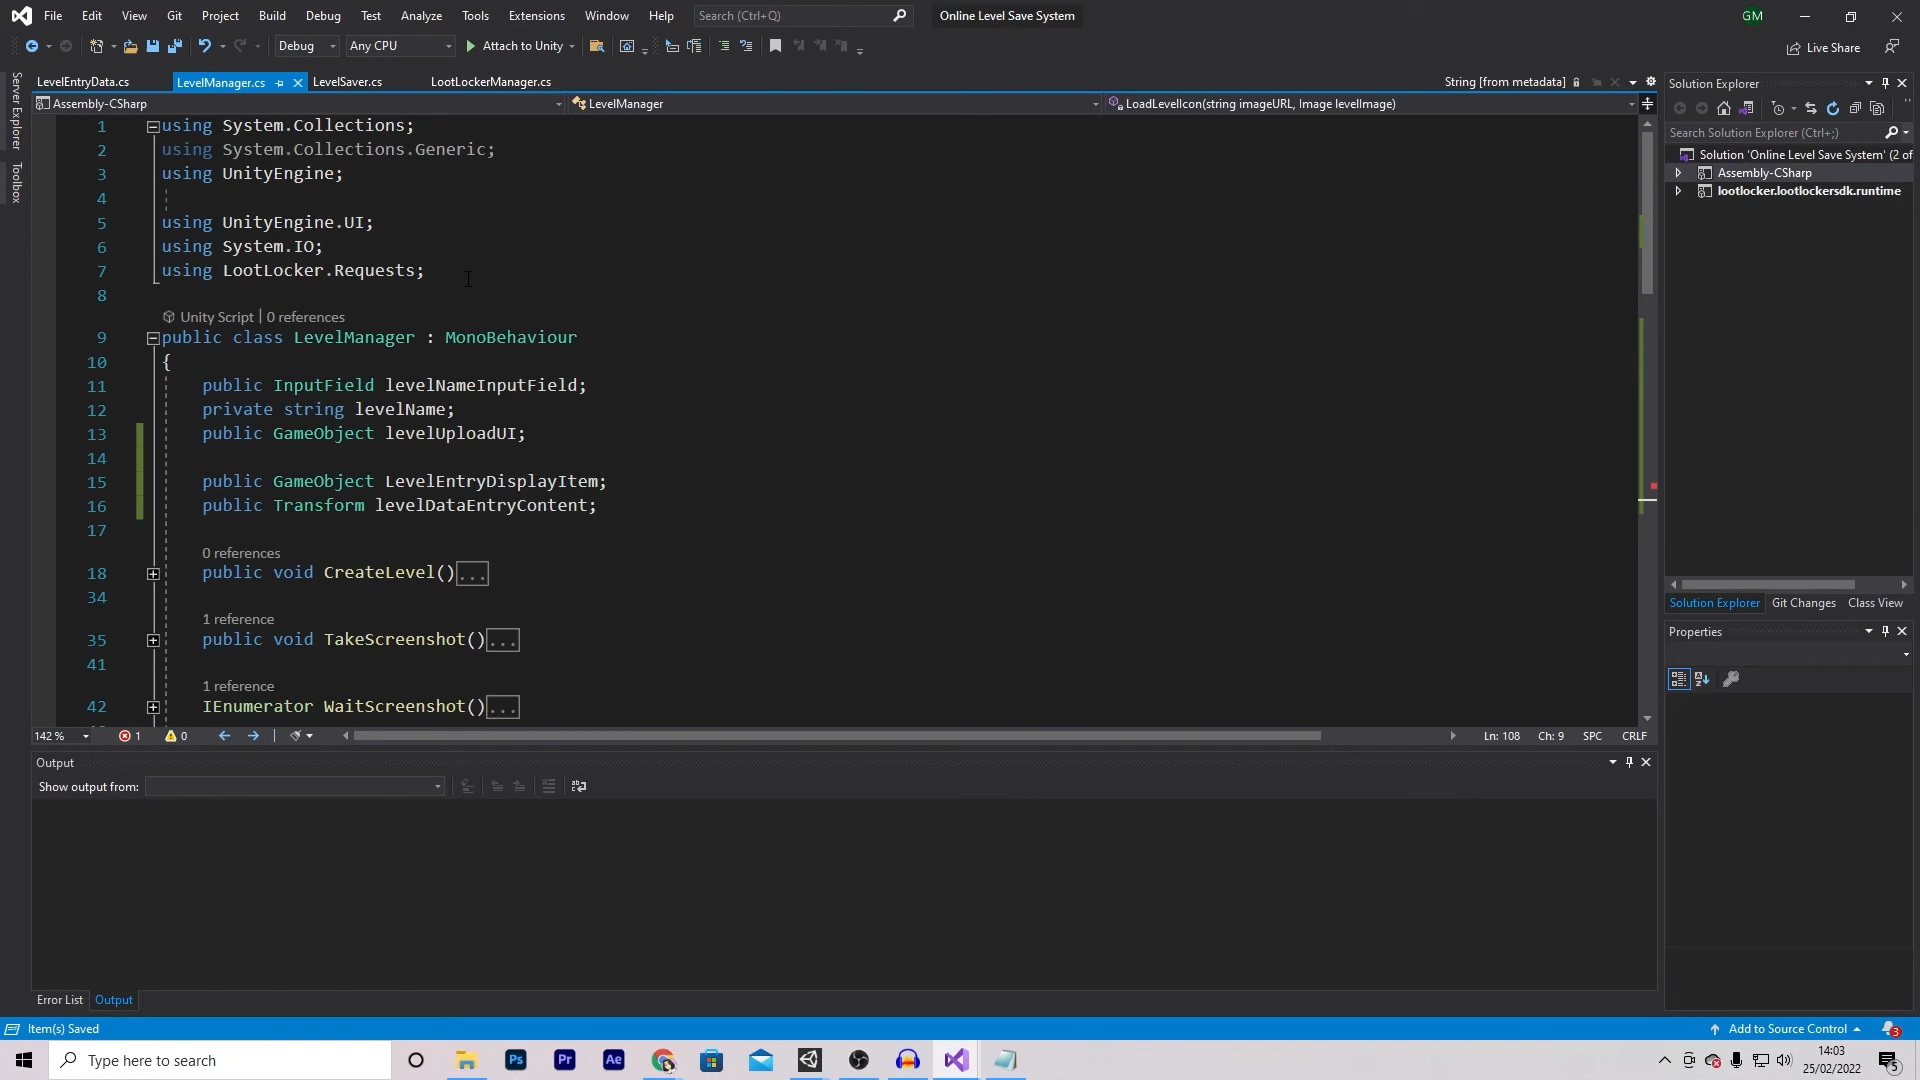 File Edit View Git Project Build Debug Test Analyze Tools Extensions Window Help Search (Ctrl+Q) Online Level Save System GM
Debug Any CPU Attach to Unity Live Share
LevelEntryData.cs LevelManager.cs LevelSaver.cs LootLockerManager.cs String [from metadata]
Assembly-CSharp LevelManager LoadLevelIcon(string imageURL, Image levelImage)
Server Explorer
Toolbox
1 using System.Collections;
2 using System.Collections.Generic;
3 using UnityEngine;
4
5 using UnityEngine.UI;
6 using System.IO;
7 using LootLocker.Requests;
8
Unity Script | 0 references
9 public class LevelManager : MonoBehaviour
10 {
11 public InputField levelNameInputField;
12 private string levelName;
13 public GameObject levelUploadUI;
14
15 public GameObject LevelEntryDisplayItem;
16 public Transform levelDataEntryContent;
17
0 references
18 public void CreateLevel()...
34
1 reference
35 public void TakeScreenshot()...
41
1 reference
42 IEnumerator WaitScreenshot()...
142 % 1 0 Ln: 108 Ch: 9 SPC CRLF
Output
Show output from:
Error List Output
Solution Explorer
Search Solution Explorer (Ctrl+;)
Solution 'Online Level Save System' (2 of
Assembly-CSharp
lootlocker.lootlockersdk.runtime
Solution Explorer Git Changes Class View
Properties
Item(s) Saved Add to Source Control 3
Type here to search
Ps Pr Ae
14:03
25/02/2022
5